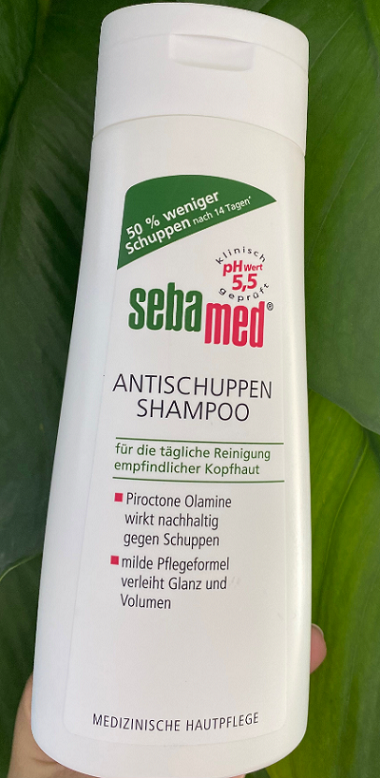 50 % weniger
Schuppen nach 14 Tagen*
klinisch
pH Wert
5,5
geprüft
sebamed®
ANTISCHUPPEN
SHAMPOO
für die tägliche Reinigung
empfindlicher Kopfhaut
Piroctone Olamine
wirkt nachhaltig
gegen Schuppen
milde Pflegeformel
verleiht Glanz und
Volumen
MEDIZINISCHE HAUTPFLEGE